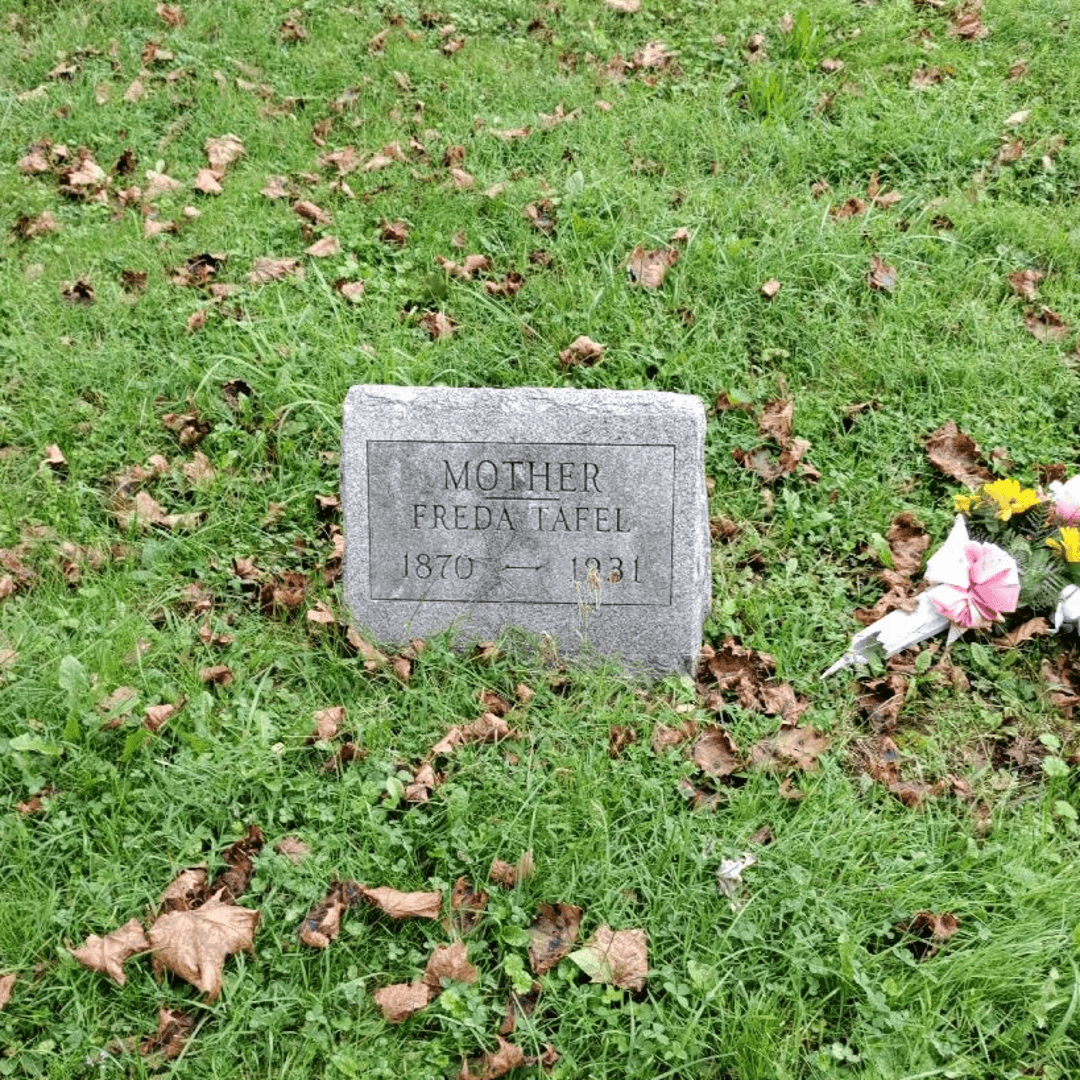 MOTHER
FREDA TAFEL
1870 — 1931